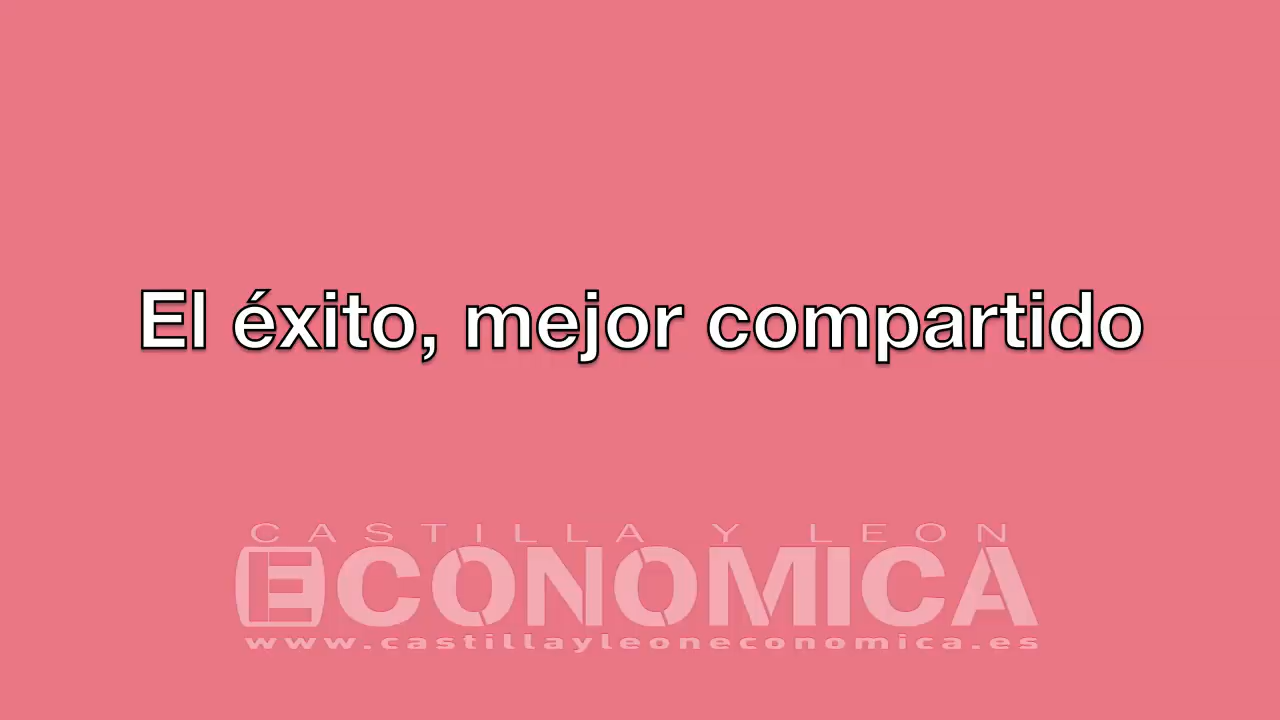 El éxito, mejor compartido
CASTILLA Y LEON
ECONOMICA
www.castillayleoneconomica.es